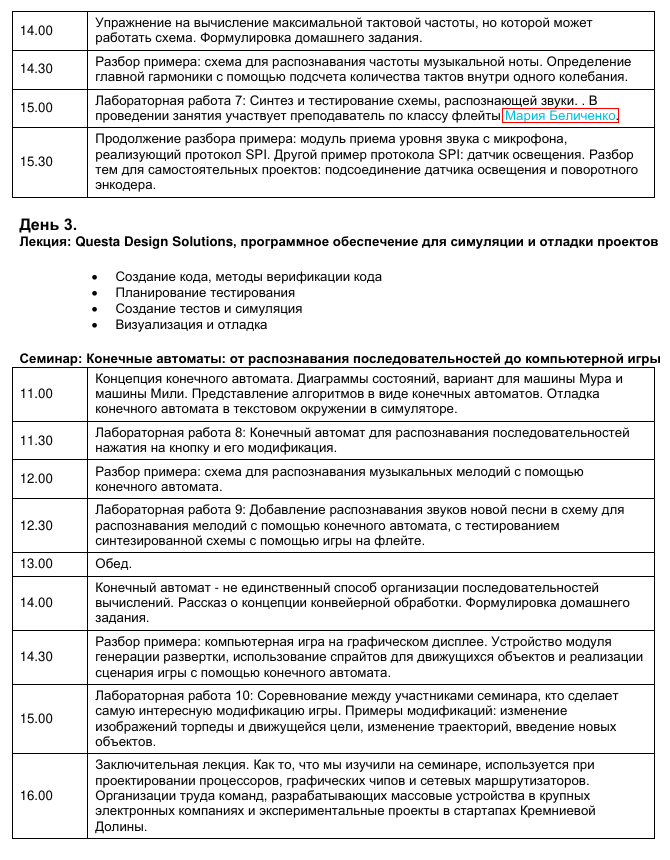 14.00
Упражнение на вычисление максимальной тактовой частоты, но которой может
работать схема. Формулировка домашнего задания.
14.30
Разбор примера: схема для распознавания частоты музыкальной ноты. Определение
главной гармоники с помощью подсчета количества тактов внутри одного колебания.
15.00
Лабораторная работа 7: Синтез и тестирование схемы, распознающей звуки. . В
проведении занятия участвует преподаватель по классу флейты Мария Беличенко.
15.30
Продолжение разбора примера: модуль приема уровня звука с микрофона,
реализующий протокол SPI. Другой пример протокола SPI: датчик освещения. Разбор
тем для самостоятельных проектов: подсоединение датчика освещения и поворотного
энкодера.
День 3.
Лекция: Questa Design Solutions, программное обеспечение для симуляции и отладки проектов
• Создание кода, методы верификации кода
• Планирование тестирования
• Создание тестов и симуляция
• Визуализация и отладка
Семинар: Конечные автоматы: от распознавания последовательностей до компьютерной игры
11.00
Концепция конечного автомата. Диаграммы состояний, вариант для машины Мура и
машины Мили. Представление алгоритмов в виде конечных автоматов. Отладка
конечного автомата в текстовом окружении в симуляторе.
11.30
Лабораторная работа 8: Конечный автомат для распознавания последовательностей
нажатия на кнопку и его модификация.
12.00
Разбор примера: схема для распознавания музыкальных мелодий с помощью
конечного автомата.
12.30
Лабораторная работа 9: Добавление распознавания звуков новой песни в схему для
распознавания мелодий с помощью конечного автомата, с тестированием
синтезированной схемы с помощью игры на флейте.
13.00
Обед.
14.00
Конечный автомат - не единственный способ организации последовательностей
вычислений. Рассказ о концепции конвейерной обработки. Формулировка домашнего
задания.
14.30
Разбор примера: компьютерная игра на графическом дисплее. Устройство модуля
генерации развертки, использование спрайтов для движущихся объектов и реализации
сценария игры с помощью конечного автомата.
15.00
Лабораторная работа 10: Соревнование между участниками семинара, кто сделает
самую интересную модификацию игры. Примеры модификаций: изменение
изображений торпеды и движущейся цели, изменение траекторий, введение новых
объектов.
16.00
Заключительная лекция. Как то, что мы изучили на семинаре, используется при
проектировании процессоров, графических чипов и сетевых маршрутизаторов.
Организации труда команд, разрабатывающих массовые устройства в крупных
электронных компаниях и экспериментальные проекты в стартапах Кремниевой
Долины.